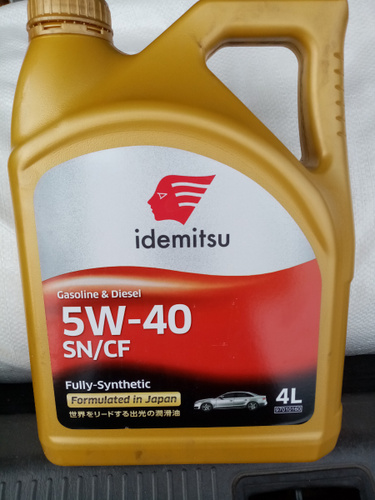 idemitsu
Gasoline & Diesel
5W-40
SN/CF
Fully-Synthetic
Formulated in Japan
4L
世界をリードする出光の潤滑油
97010160